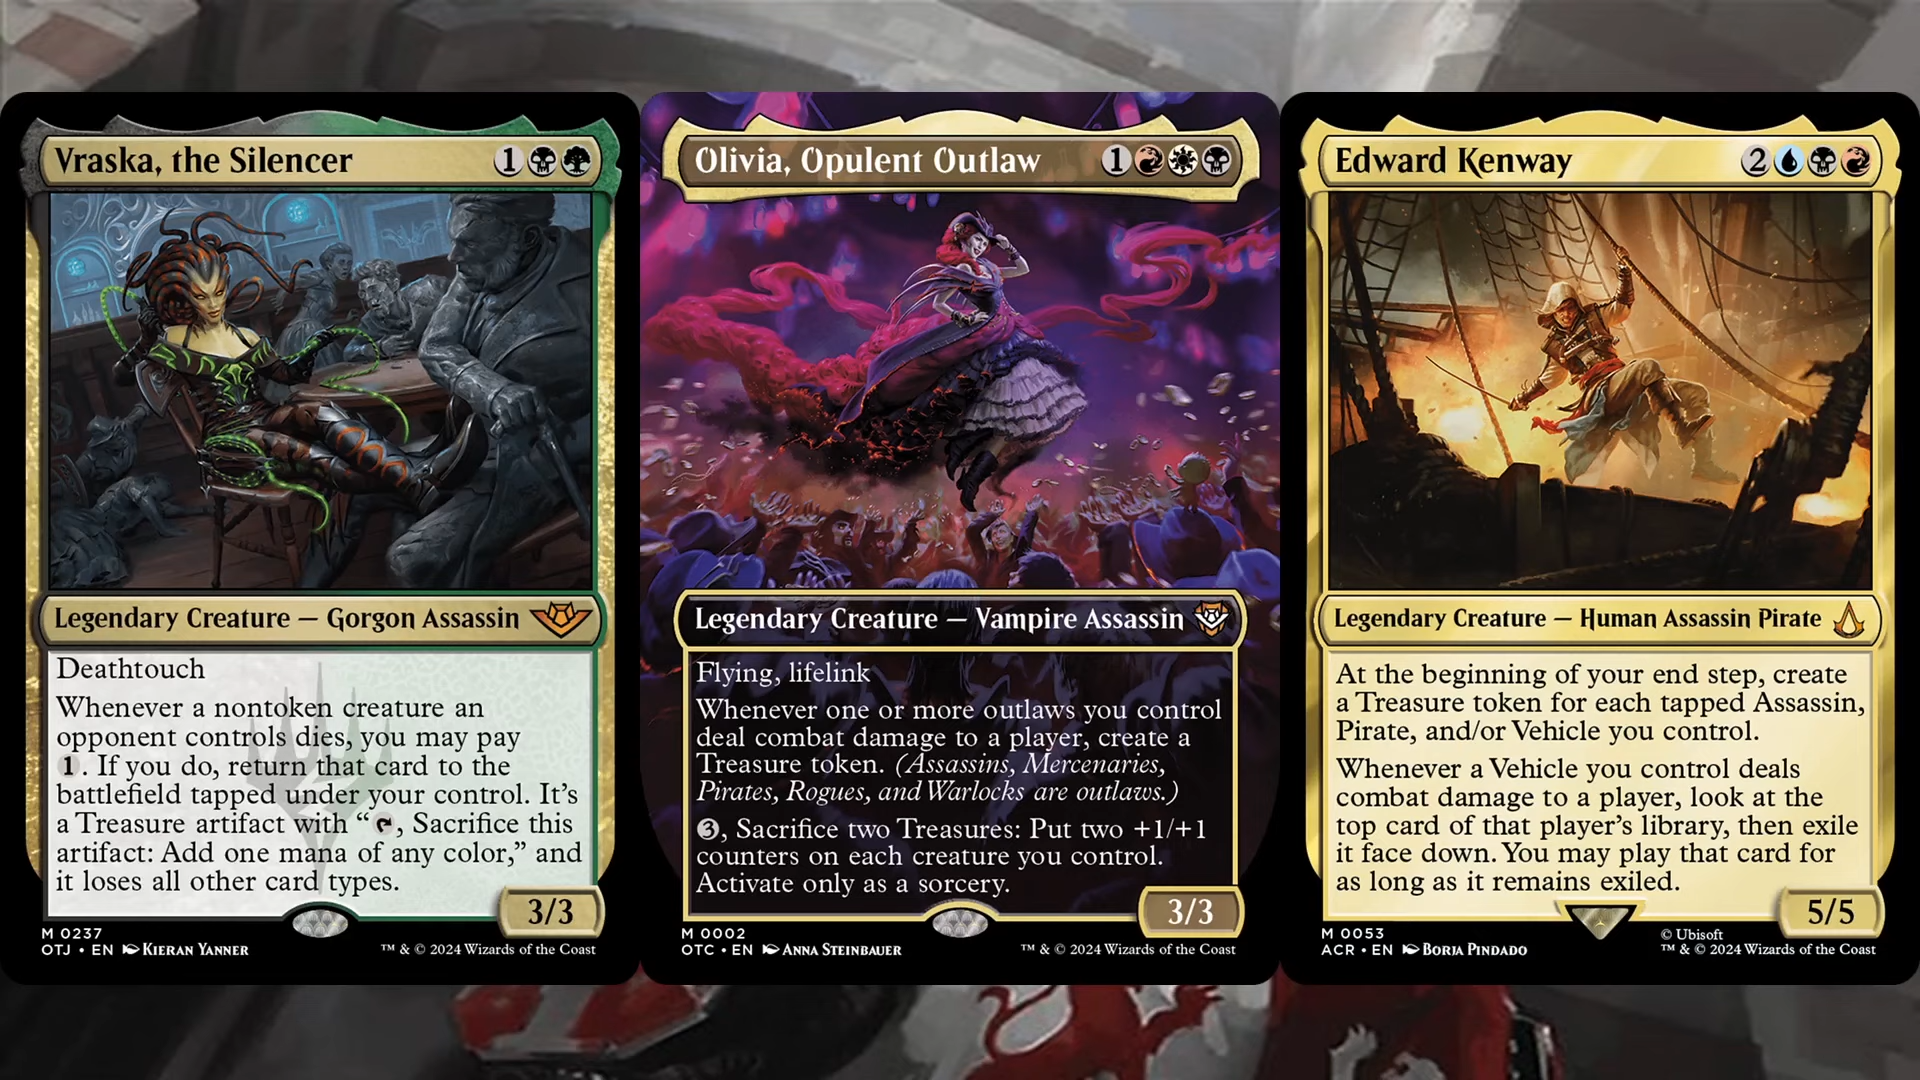 Vraska, the Silencer
1
Legendary Creature — Gorgon Assassin
Deathtouch
Whenever a nontoken creature an
opponent controls dies, you may pay
1. If you do, return that card to the
battlefield tapped under your control. It's
a Treasure artifact with “, Sacrifice this
artifact: Add one mana of any color,” and
it loses all other card types.
3/3
M 0237
OTJ • EN KIERAN YANNER
™ & © 2024 Wizards of the Coast
Olivia, Opulent Outlaw
1
Legendary Creature — Vampire Assassin
Flying, lifelink
Whenever one or more outlaws you control
deal combat damage to a player, create a
Treasure token. (Assassins, Mercenaries,
Pirates, Rogues, and Warlocks are outlaws.)
3, Sacrifice two Treasures: Put two +1/+1
counters on each creature you control.
Activate only as a sorcery.
3/3
M 0002
OTC • EN ANNA STEINBAUER
™ & © 2024 Wizards of the Coast
Edward Kenway
2
Legendary Creature — Human Assassin Pirate
At the beginning of your end step, create
a Treasure token for each tapped Assassin,
Pirate, and/or Vehicle you control.
Whenever a Vehicle you control deals
combat damage to a player, look at the
top card of that player's library, then exile
it face down. You may play that card for
as long as it remains exiled.
5/5
M 0053
ACR • EN BORJA PINDADO
© Ubisoft
™ & © 2024 Wizards of the Coast